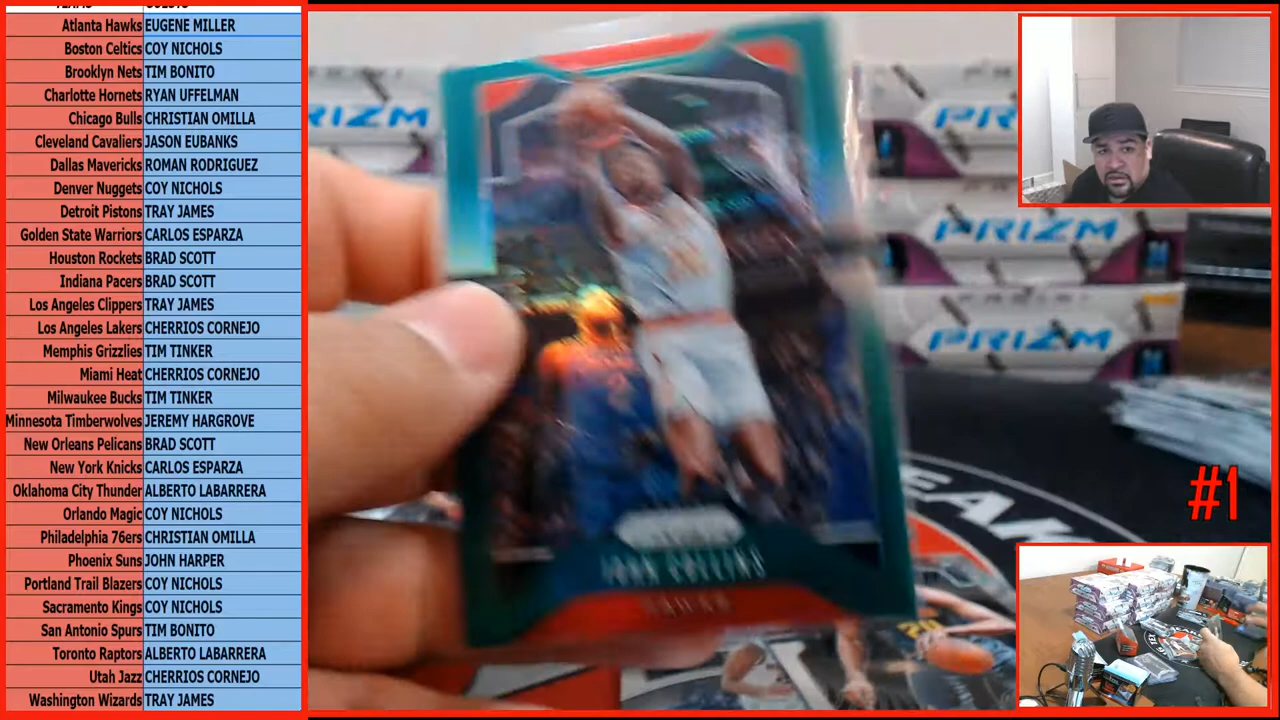 Atlanta Hawks EUGENE MILLER
Boston Celtics COY NICHOLS
Brooklyn Nets TIM BONITO
Charlotte Hornets RYAN UFFELMAN
Chicago Bulls CHRISTIAN OMILLA
Cleveland Cavaliers JASON EUBANKS
Dallas Mavericks ROMAN RODRIGUEZ
Denver Nuggets COY NICHOLS
Detroit Pistons TRAY JAMES
Golden State Warriors CARLOS ESPARZA
Houston Rockets BRAD SCOTT
Indiana Pacers BRAD SCOTT
Los Angeles Clippers TRAY JAMES
Los Angeles Lakers CHERRIOS CORNEJO
Memphis Grizzlies TIM TINKER
Miami Heat CHERRIOS CORNEJO
Milwaukee Bucks TIM TINKER
Minnesota Timberwolves JEREMY HARGROVE
New Orleans Pelicans BRAD SCOTT
New York Knicks CARLOS ESPARZA
Oklahoma City Thunder ALBERTO LABARRERA
Orlando Magic COY NICHOLS
Philadelphia 76ers CHRISTIAN OMILLA
Phoenix Suns JOHN HARPER
Portland Trail Blazers COY NICHOLS
Sacramento Kings COY NICHOLS
San Antonio Spurs TIM BONITO
Toronto Raptors ALBERTO LABARRERA
Utah Jazz CHERRIOS CORNEJO
Washington Wizards TRAY JAMES
PRIZM
PRIZM
PRIZM
JOHN COLLINS
HAWKS
#1